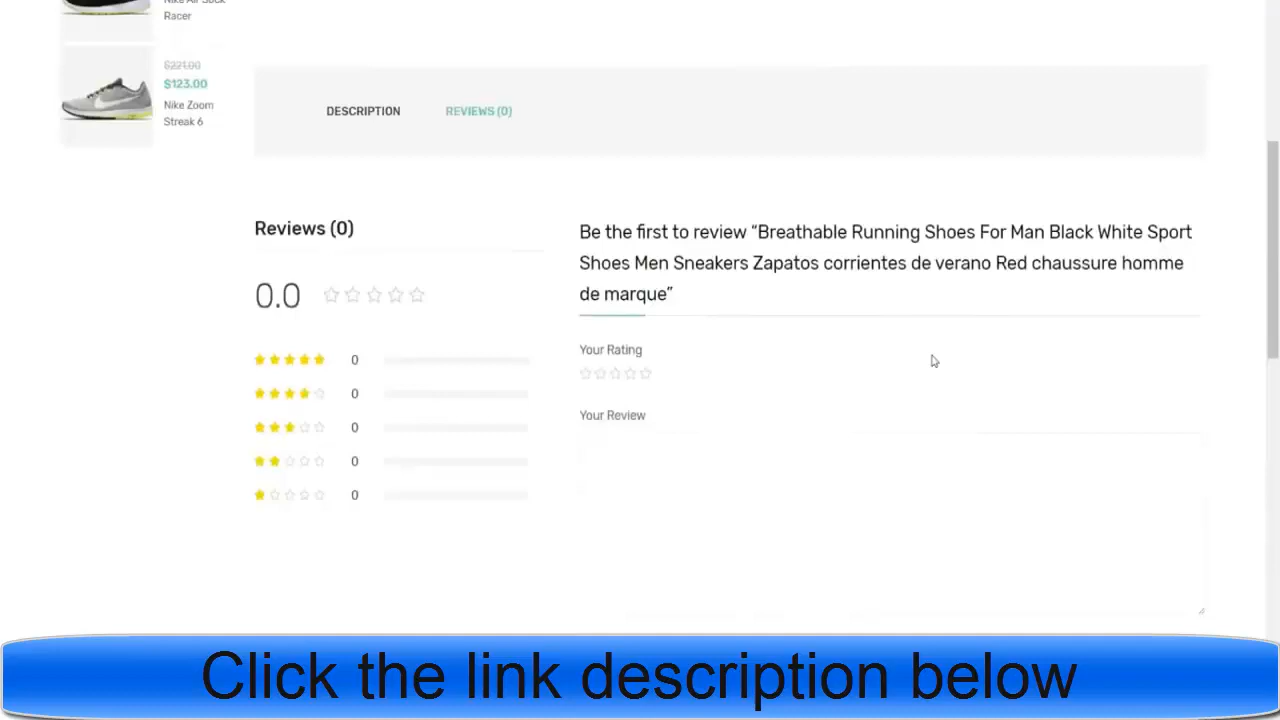 Nike Air Sock
Racer
$221.00
$123.00
Nike Zoom
Streak 6
DESCRIPTION
REVIEWS (0)
Reviews (0)
0.0
0
0
0
0
0
Be the first to review “Breathable Running Shoes For Man Black White Sport
Shoes Men Sneakers Zapatos corrientes de verano Red chaussure homme
de marque”
Your Rating
Your Review
Click the link description below